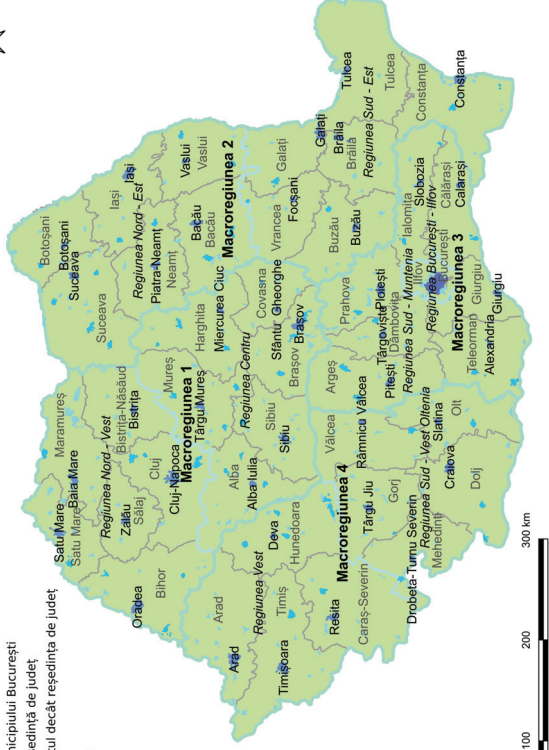 nicipiului București
edință de județ
ul decât reședința de județ
Botoșani
Botoșani
Suceava
Suceava
Satu Mare
Satu Mare
Maramureș
Baia Mare
Regiunea Nord - Vest
Iași
Iași
Regiunea Nord - Est
Zalău
Sălaj
Bistrița-Năsăud
Bistrița
Oradea
Bihor
Cluj
Cluj-Napoca
Piatra-Neamț
Neamț
Vaslui
Vaslui
Mureș
Macroregiunea 1
Târgu Mureș
Bacău
Bacău
Harghita
Miercurea Ciuc
Macroregiunea 2
Arad
Arad
Alba
Alba Iulia
Regiunea Centru
Covasna
Sfântu Gheorghe
Regiunea Vest
Timiș
Timișoara
Deva
Hunedoara
Sibiu
Sibiu
Brașov
Brașov
Vrancea
Focșani
Galați
Galați
Reșița
Macroregiunea 4
Vâlcea
Argeș
Prahova
Buzău
Buzău
Brăila
Brăila
Tulcea
Caraș-Severin
Târgu Jiu
Râmnicu Vâlcea
Ploiești
Târgoviște
Regiunea Sud - Est
Gorj
Pitești
Dâmbovița
Tulcea
Drobeta-Turnu Severin
Regiunea Sud - Muntenia
Ialomița
Regiunea Sud - Vest Oltenia
Ilfov
Slobozia
Mehedinți
Slatina
Regiunea București - Ilfov
București
Constanța
Craiova
Olt
Macroregiunea 3
Călărași
Călărași
Constanța
Dolj
Teleorman
Giurgiu
Alexandria
Giurgiu
100
200
300 km